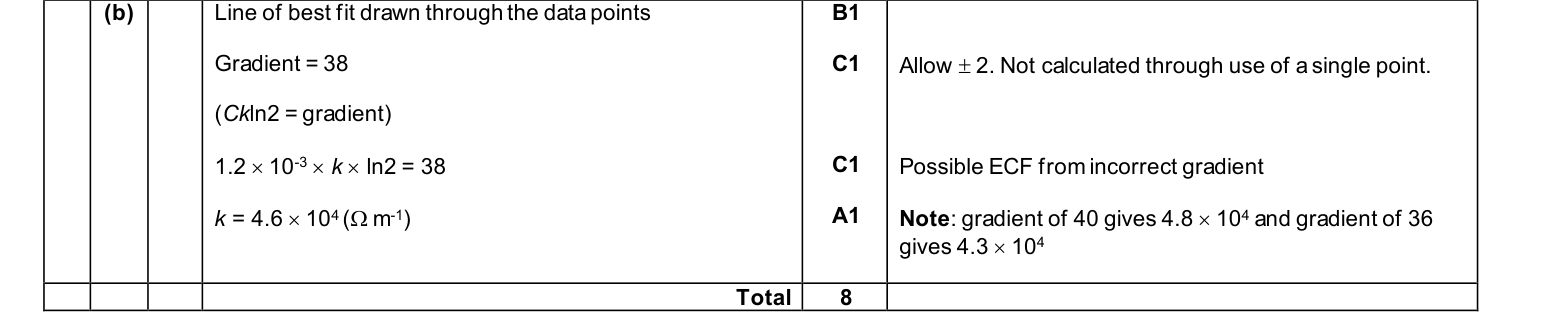 (b) Line of best fit drawn through the data points B1
Gradient = 38 C1 Allow ± 2. Not calculated through use of a single point.
(Ckln2 = gradient)
1.2 × 10⁻³ × k × ln2 = 38 C1 Possible ECF from incorrect gradient
k = 4.6 × 10⁴ (Ω m⁻¹) A1 Note: gradient of 40 gives 4.8 × 10⁴ and gradient of 36
gives 4.3 × 10⁴
Total 8